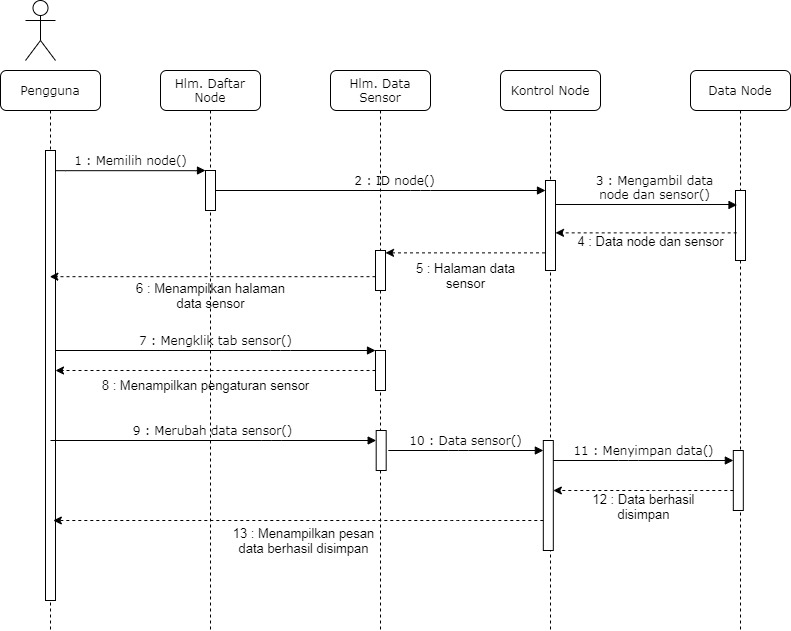 Pengguna
Hlm. Daftar
Node
Hlm. Data
Sensor
Kontrol Node
Data Node
1 : Memilih node()
2 : ID node()
3 : Mengambil data
node dan sensor()
4 : Data node dan sensor
5 : Halaman data
sensor
6 : Menampilkan halaman
data sensor
7 : Mengklik tab sensor()
8 : Menampilkan pengaturan sensor
9 : Merubah data sensor()
10 : Data sensor()
11 : Menyimpan data()
12 : Data berhasil
disimpan
13 : Menampilkan pesan
data berhasil disimpan